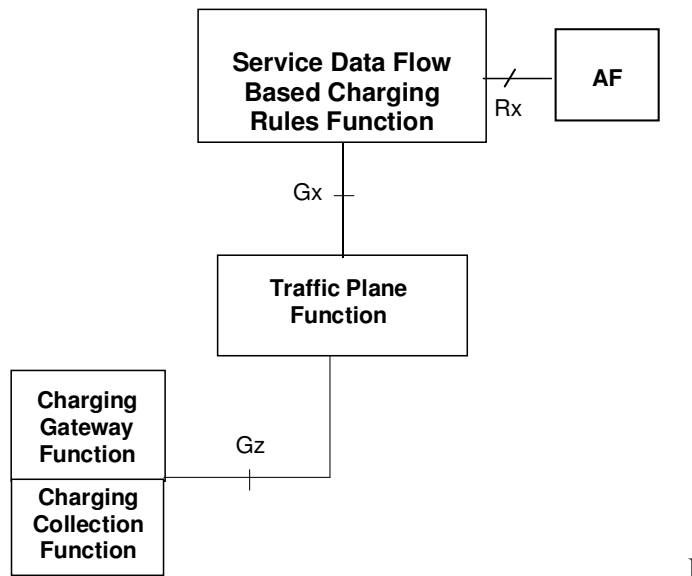 Service Data Flow
Based Charging
Rules Function
AF
Rx
Gx
Traffic Plane
Function
Charging
Gateway
Function
Gz
Charging
Collection
Function